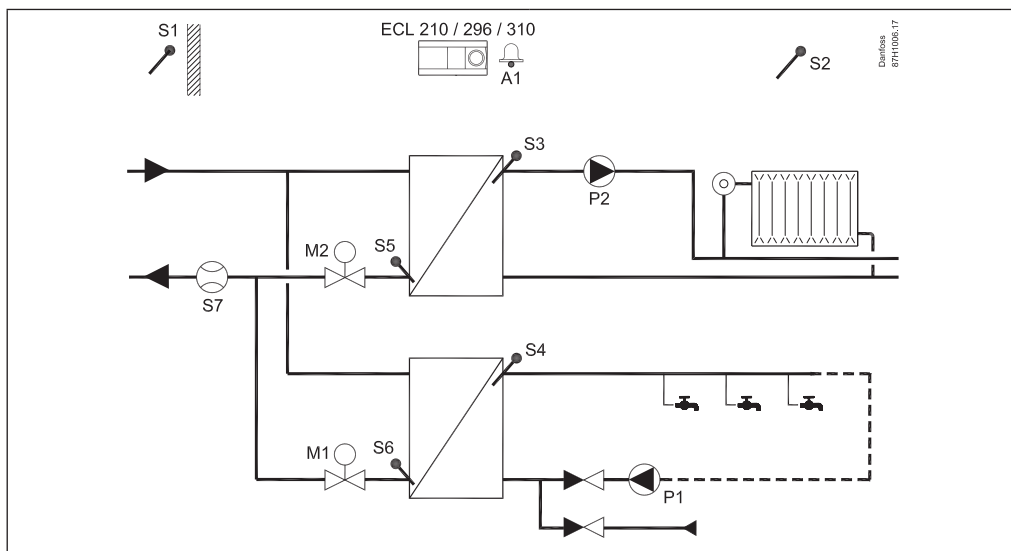 S1
ECL 210 / 296 / 310
A1
S2
Danfoss
87H1006.17
S3
P2
M2
S5
S7
S4
M1
S6
P1